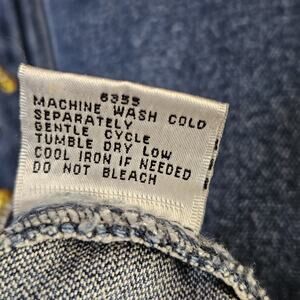 6355
MACHINE WASH COLD
SEPARATELY
GENTLE CYCLE
TUMBLE DRY LOW
COOL IRON IF NEEDED
DO NOT BLEACH